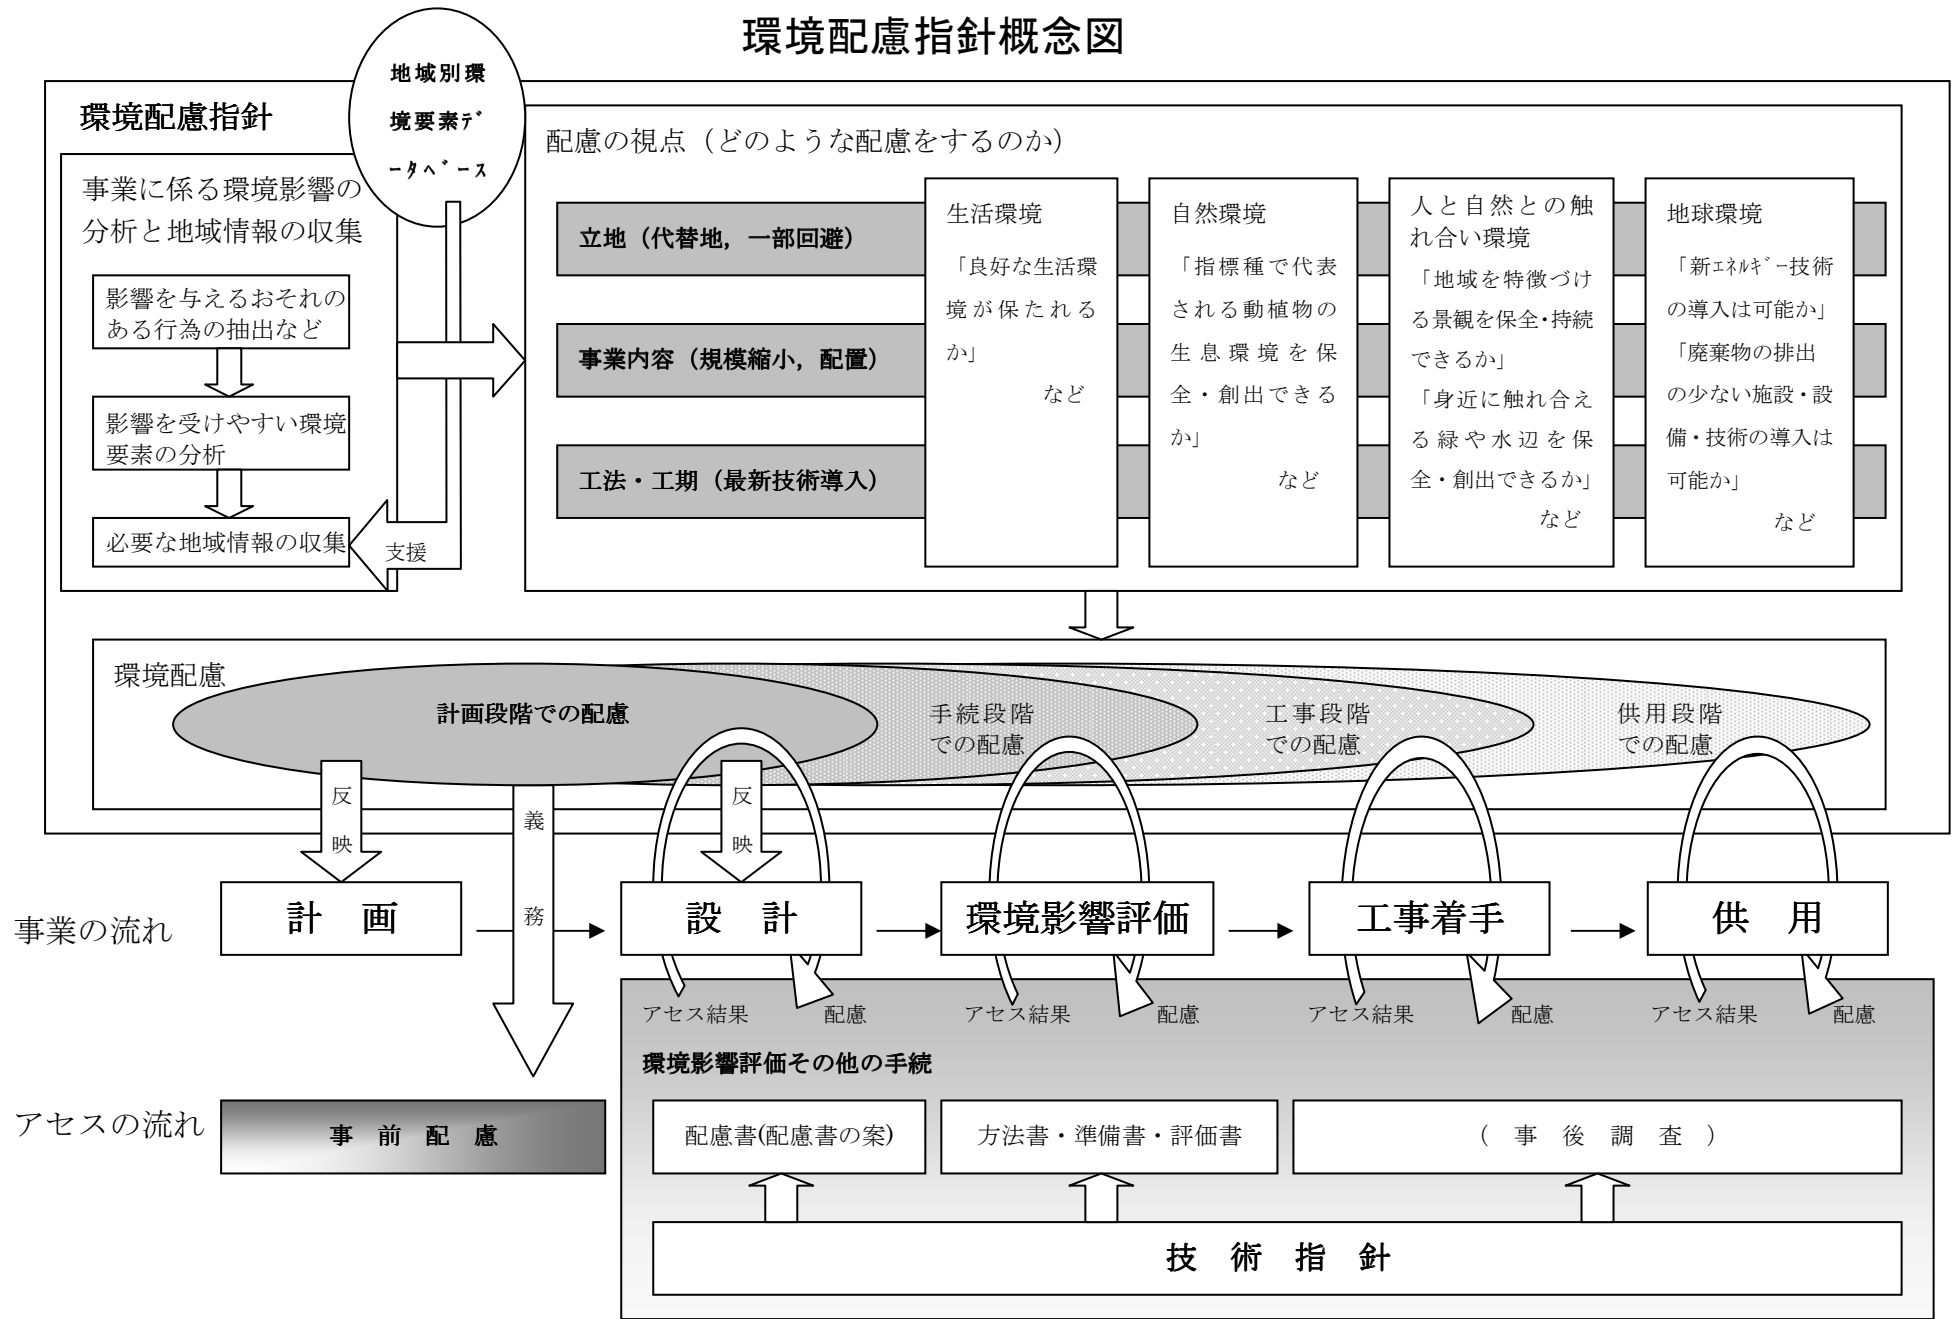 環境配慮指針概念図
地域別環
境要素ﾃﾞ
ｰﾀﾍﾞｰｽ
環境配慮指針
事業に係る環境影響の
分析と地域情報の収集
影響を与えるおそれの
ある行為の抽出など
影響を受けやすい環境
要素の分析
必要な地域情報の収集
支援
配慮の視点（どのような配慮をするのか）
立地（代替地，一部回避）
事業内容（規模縮小，配置）
工法・工期（最新技術導入）
生活環境
「良好な生活環
境が保たれる
か」
など
自然環境
「指標種で代表
される動植物の
生息環境を保
全・創出できる
か」
など
人と自然との触
れ合い環境
「地域を特徴づけ
る景観を保全・持続
できるか」
「身近に触れ合え
る緑や水辺を保
全・創出できるか」
など
地球環境
「新ｴﾈﾙｷﾞｰ技術
の導入は可能か」
「廃棄物の排出
の少ない施設・設
備・技術の導入は
可能か」
など
環境配慮
計画段階での配慮
手続段階
での配慮
工事段階
での配慮
供用段階
での配慮
反
映
義
務
反
映
事業の流れ
計　画
設　計
環境影響評価
工事着手
供　用
アセス結果
配慮
アセス結果
配慮
アセス結果
配慮
アセス結果
配慮
環境影響評価その他の手続
アセスの流れ
事　前　配　慮
配慮書(配慮書の案)
方法書・準備書・評価書
（　事　後　調　査　）
技　術　指　針